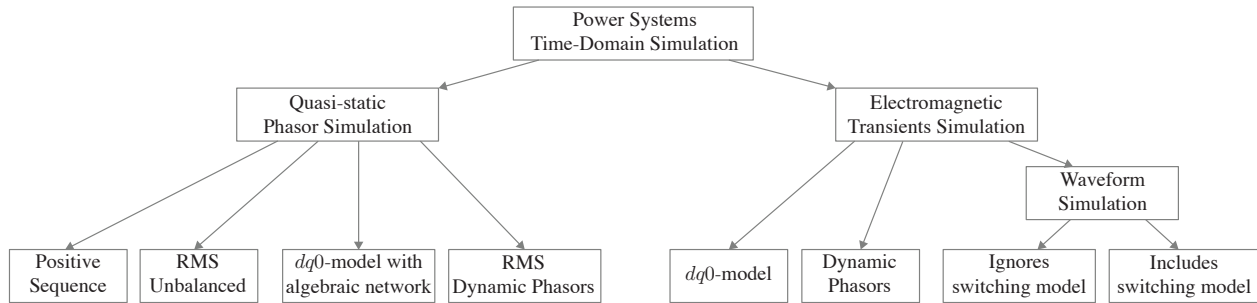 Power Systems
Time-Domain Simulation
Quasi-static
Phasor Simulation
Electromagnetic
Transients Simulation
Waveform
Simulation
Positive
Sequence
RMS
Unbalanced
dq0-model with
algebraic network
RMS
Dynamic Phasors
dq0-model
Dynamic
Phasors
Ignores
switching model
Includes
switching model